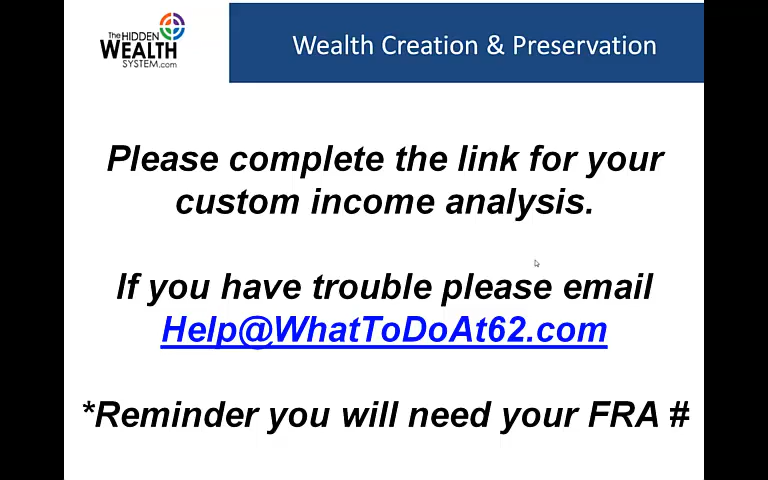 The HIDDEN
WEALTH
SYSTEM.com
Wealth Creation & Preservation
Please complete the link for your
custom income analysis.
If you have trouble please email
Help@WhatToDoAt62.com
*Reminder you will need your FRA #